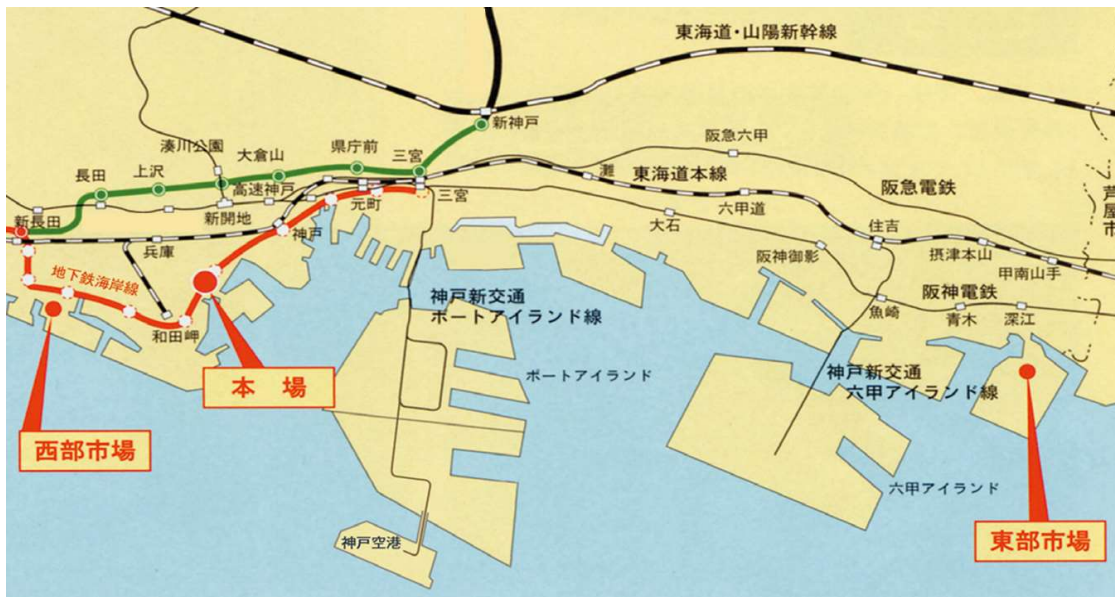 東海道・山陽新幹線
新神戸
湊川公園
大倉山
県庁前
三宮
阪急六甲
長田
上沢
高速神戸
灘
東海道本線
阪急電鉄
芦屋市
新長田
新開地
元町
三宮
六甲道
住吉
兵庫
神戸
大石
阪神御影
摂津本山
甲南山手
地下鉄海岸線
和田岬
神戸新交通
ポートアイランド線
魚崎
阪神電鉄
青木
深江
本場
ポートアイランド
神戸新交通
六甲アイランド線
西部市場
六甲アイランド
神戸空港
東部市場